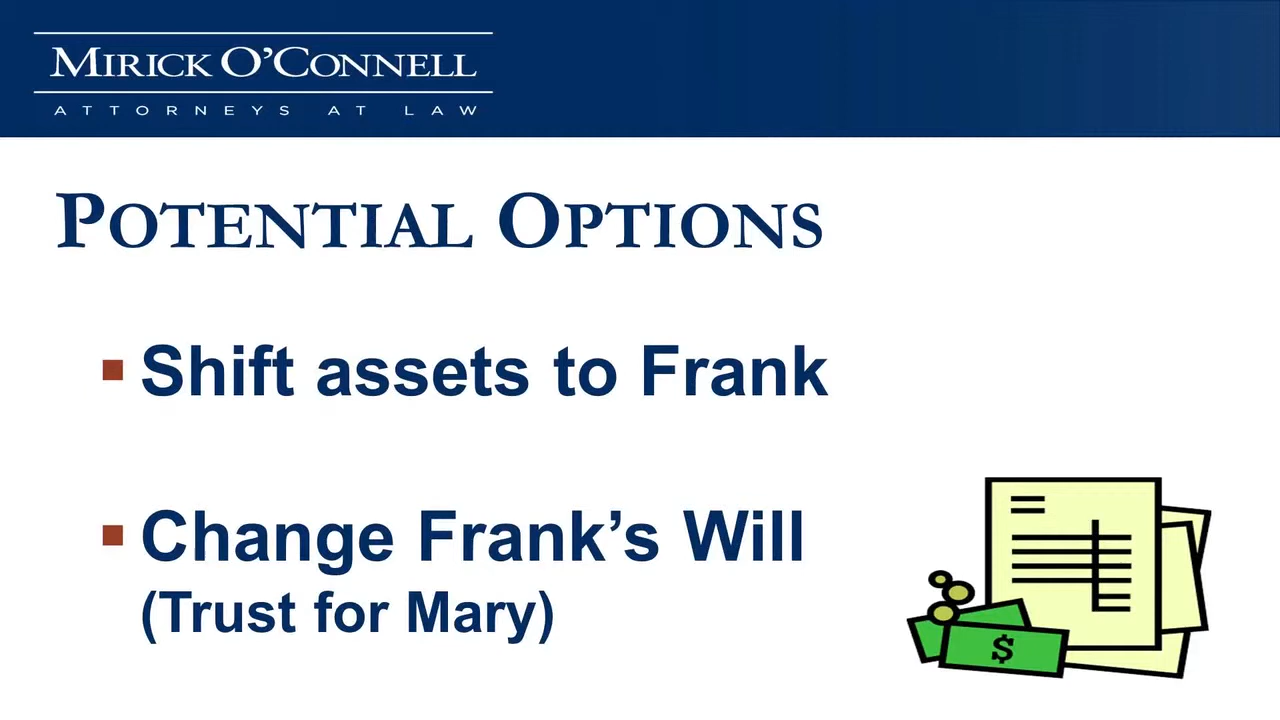 MIRICK O’CONNELL
ATTORNEYS AT LAW
POTENTIAL OPTIONS
▪ Shift assets to Frank
▪ Change Frank’s Will
(Trust for Mary)
$